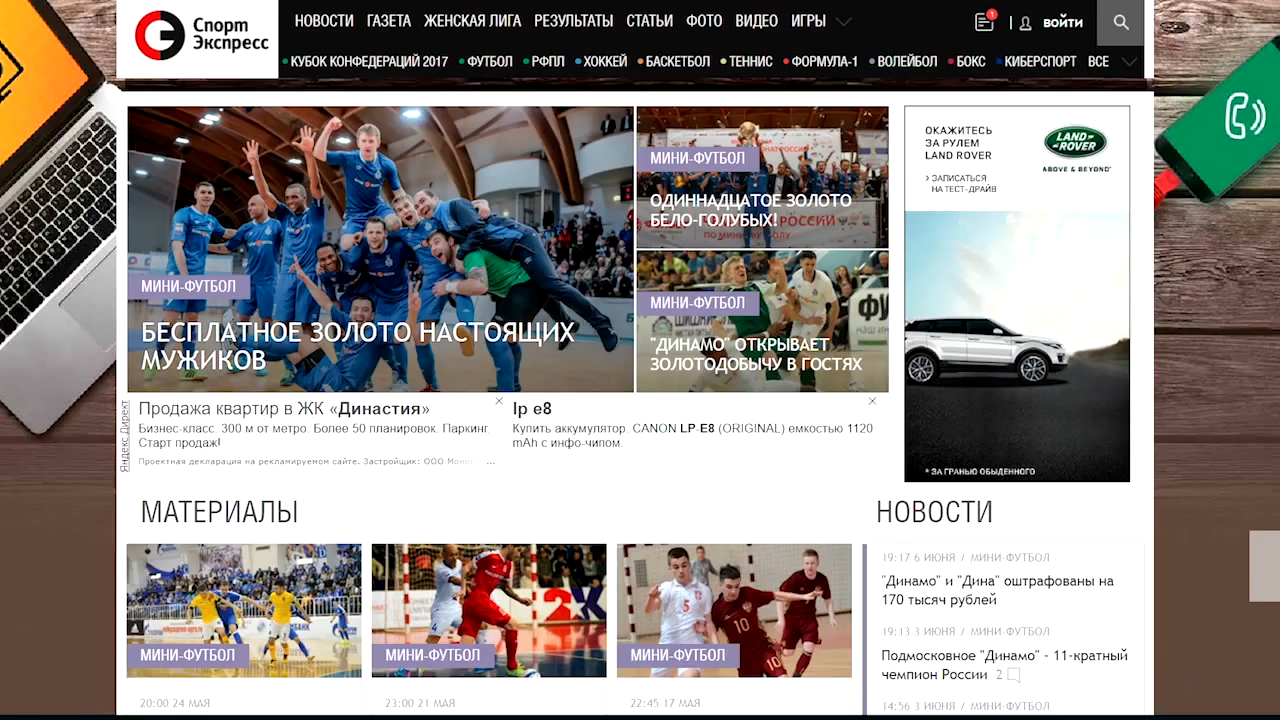 Спорт
Экспресс
НОВОСТИ ГАЗЕТА ЖЕНСКАЯ ЛИГА РЕЗУЛЬТАТЫ СТАТЬИ ФОТО ВИДЕО ИГРЫ
1
ВОЙТИ
КУБОК КОНФЕДЕРАЦИЙ 2017 ФУТБОЛ РФПЛ ХОККЕЙ БАСКЕТБОЛ ТЕННИС ФОРМУЛА-1 ВОЛЕЙБОЛ БОКС КИБЕРСПОРТ ВСЕ
МИНИ-ФУТБОЛ
БЕСПЛАТНОЕ ЗОЛОТО НАСТОЯЩИХ
МУЖИКОВ
МИНИ-ФУТБОЛ
ОДИННАДЦАТОЕ ЗОЛОТО
БЕЛО-ГОЛУБЫХ!
РОССИИ
ПО МИНИ-ФУТБОЛУ
МИНИ-ФУТБОЛ
"ДИНАМО" ОТКРЫВАЕТ
ЗОЛОТОДОБЫЧУ В ГОСТЯХ
ОКАЖИТЕСЬ
ЗА РУЛЕМ
LAND ROVER
› ЗАПИСАТЬСЯ
НА ТЕСТ-ДРАЙВ
LAND-
-ROVER
ABOVE & BEYOND
* ЗА ГРАНЬЮ ОБЫДЕННОГО
Яндекс.Директ
Продажа квартир в ЖК «Династия»
Бизнес-класс. 300 м от метро. Более 50 планировок. Паркинг.
Старт продаж!
Проектная декларация на рекламируемом сайте. Застройщик: ООО ...
lp e8
Купить аккумулятор. CANON LP-E8 (ORIGINAL) емкостью 1120
mAh с инфо-чипом.
МАТЕРИАЛЫ
МИНИ-ФУТБОЛ
20:00 24 МАЯ
МИНИ-ФУТБОЛ
23:00 21 МАЯ
МИНИ-ФУТБОЛ
22:45 17 МАЯ
НОВОСТИ
19:17 6 ИЮНЯ / МИНИ-ФУТБОЛ
"Динамо" и "Дина" оштрафованы на
170 тысяч рублей
19:13 3 ИЮНЯ / МИНИ-ФУТБОЛ
Подмосковное "Динамо" - 11-кратный
чемпион России 2
14:56 3 ИЮНЯ / МИНИ-ФУТБОЛ